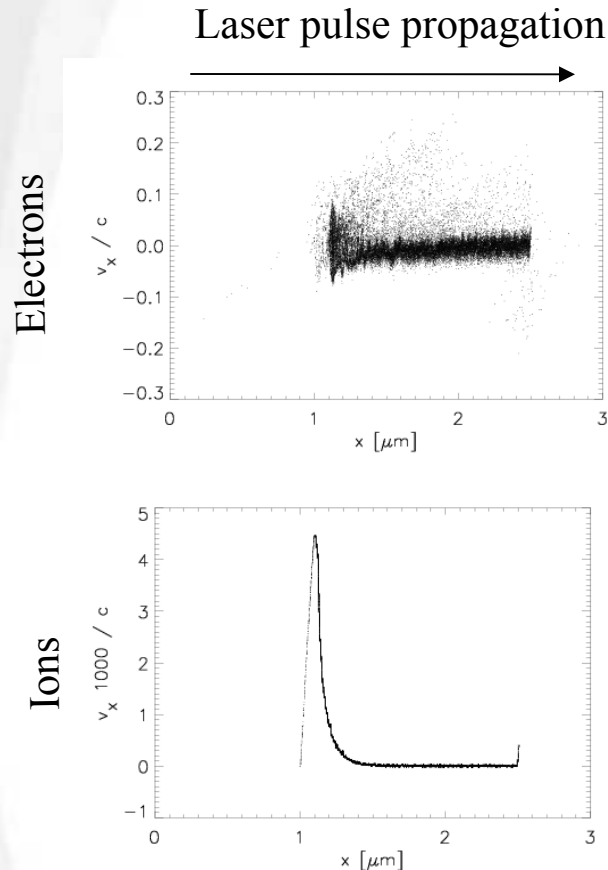 Laser pulse propagation
Electrons
0.3
0.2
0.1
0.0
−0.1
−0.2
−0.3
v_x / c
0 1 2 3
x [μm]
Ions
5
4
3
2
1
0
−1
v_x 1000 / c
0 1 2 3
x [μm]